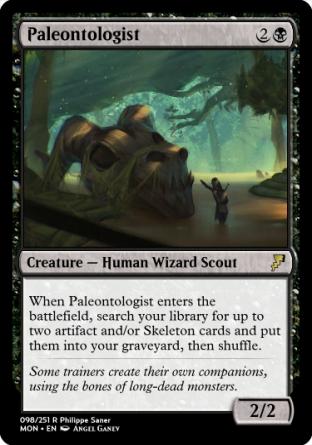 Paleontologist 2
Creature — Human Wizard Scout
When Paleontologist enters the
battlefield, search your library for up to
two artifact and/or Skeleton cards and put
them into your graveyard, then shuffle.
Some trainers create their own companions,
using the bones of long-dead monsters.
2/2
098/251 R Philippe Saner
MON • EN Angel Ganev